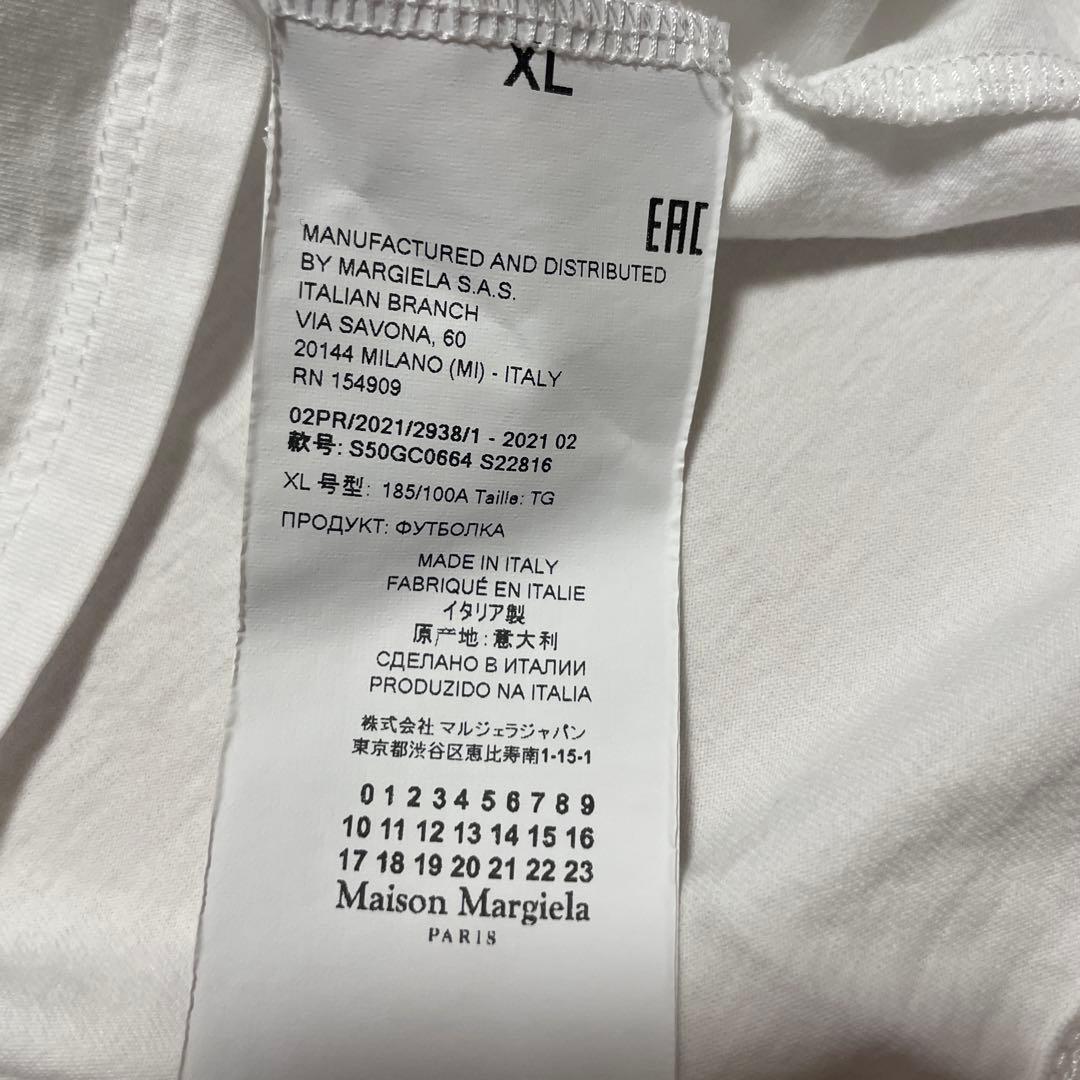 XL
EAC
MANUFACTURED AND DISTRIBUTED
BY MARGIELA S.A.S.
ITALIAN BRANCH
VIA SAVONA, 60
20144 MILANO (MI) - ITALY
RN 154909
02PR/2021/2938/1 - 2021 02
款号: S50GC0664 S22816
XL 号型: 185/100A Taille: TG
ПРОДУКТ: ФУТБОЛКА
MADE IN ITALY
FABRIQUÉ EN ITALIE
イタリア製
原产地: 意大利
СДЕЛАНО В ИТАЛИИ
PRODUZIDO NA ITALIA
株式会社 マルジェラジャパン
東京都渋谷区恵比寿南1-15-1
0 1 2 3 4 5 6 7 8 9
10 11 12 13 14 15 16
17 18 19 20 21 22 23
Maison Margiela
PARIS